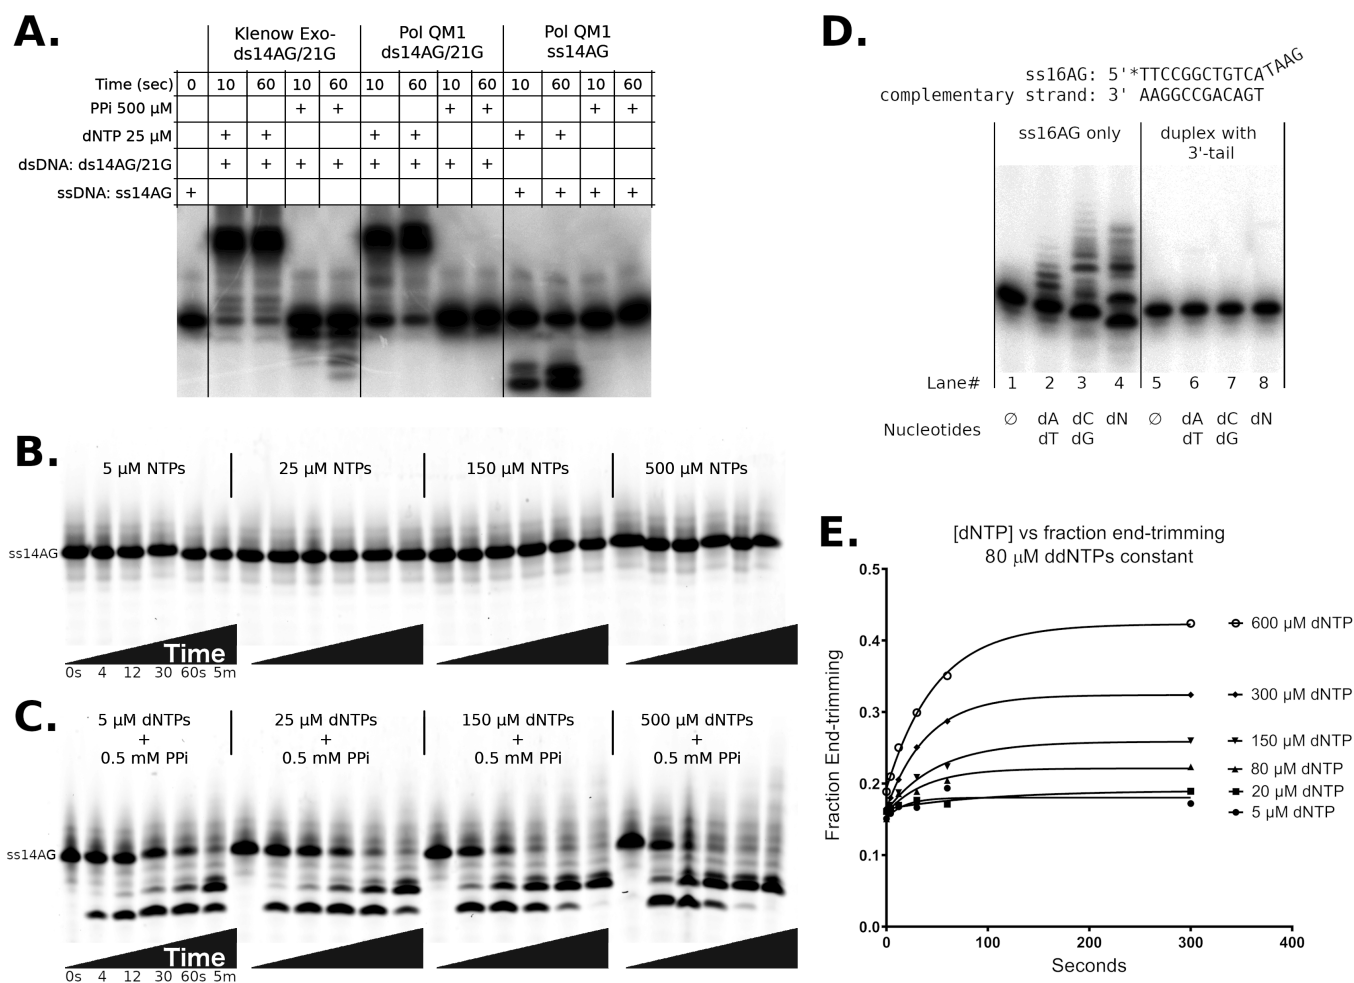 A.
Klenow Exo-
ds14AG/21G
Pol QM1
ds14AG/21G
Pol QM1
ss14AG
Time (sec) 0 10 60 10 60 10 60 10 60 10 60 10 60
PPi 500 µM + + + + + +
dNTP 25 µM + + + + + +
dsDNA: ds14AG/21G + + + + + + + +
ssDNA: ss14AG + + + + +
B.
5 µM NTPs 25 µM NTPs 150 µM NTPs 500 µM NTPs
ss14AG
Time
0s 4 12 30 60s 5m
C.
5 µM dNTPs
+
0.5 mM PPi
25 µM dNTPs
+
0.5 mM PPi
150 µM dNTPs
+
0.5 mM PPi
500 µM dNTPs
+
0.5 mM PPi
ss14AG
Time
0s 4 12 30 60s 5m
D.
ss16AG: 5'*TTCCGGCTGTCATAAG
complementary strand: 3' AAGGCCGACAGT
ss16AG only
duplex with
3'-tail
Lane# 1 2 3 4 5 6 7 8
Nucleotides
∅ dA dC dN ∅ dA dC dN
dT dG dT dG
E.
[dNTP] vs fraction end-trimming
80 µM ddNTPs constant
Fraction End-trimming
0.5
0.4
0.3
0.2
0.1
0.0
0 100 200 300 400
Seconds
600 µM dNTP
300 µM dNTP
150 µM dNTP
80 µM dNTP
20 µM dNTP
5 µM dNTP